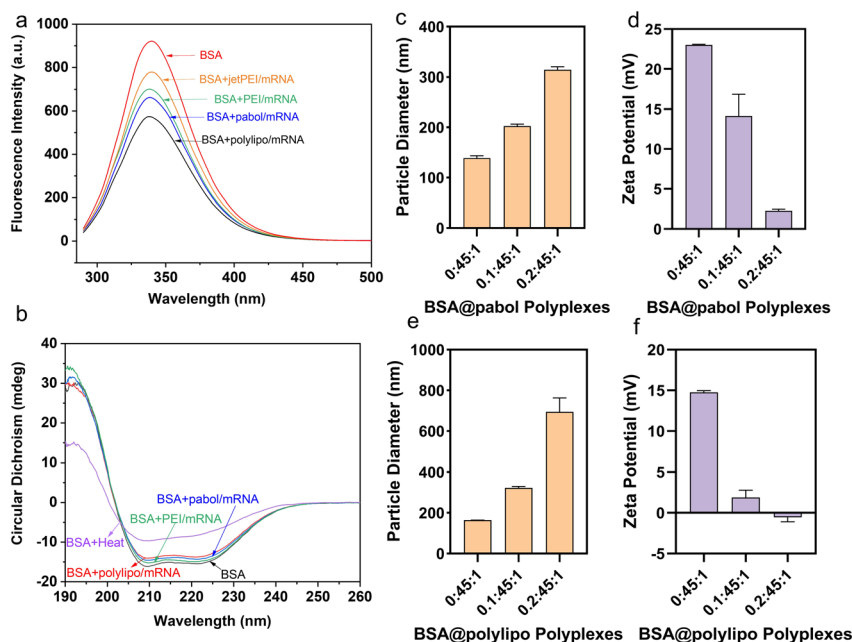 a
Fluorescence Intensity (a.u.)
1000
900
800
700
600
500
400
300
200
100
0
BSA
BSA+jetPEI/mRNA
BSA+PEI/mRNA
BSA+pabol/mRNA
BSA+polylipo/mRNA
300
350
400
450
500
Wavelength (nm)
b
Circular Dichroism (mdeg)
40
30
20
10
0
-10
-20
BSA+pabol/mRNA
BSA+PEI/mRNA
BSA+Heat
BSA+polylipo/mRNA
BSA
190
200
210
220
230
240
250
260
Wavelength (nm)
c
Particle Diameter (nm)
400
300
200
100
0
0:45:1
0.1:45:1
0.2:45:1
BSA@pabol Polyplexes
d
Zeta Potential (mV)
25
20
15
10
5
0
0:45:1
0.1:45:1
0.2:45:1
BSA@pabol Polyplexes
e
Particle Diameter (nm)
1000
800
600
400
200
0
0:45:1
0.1:45:1
0.2:45:1
BSA@polylipo Polyplexes
f
Zeta Potential (mV)
20
15
10
5
0
-5
0:45:1
0.1:45:1
0.2:45:1
BSA@polylipo Polyplexes